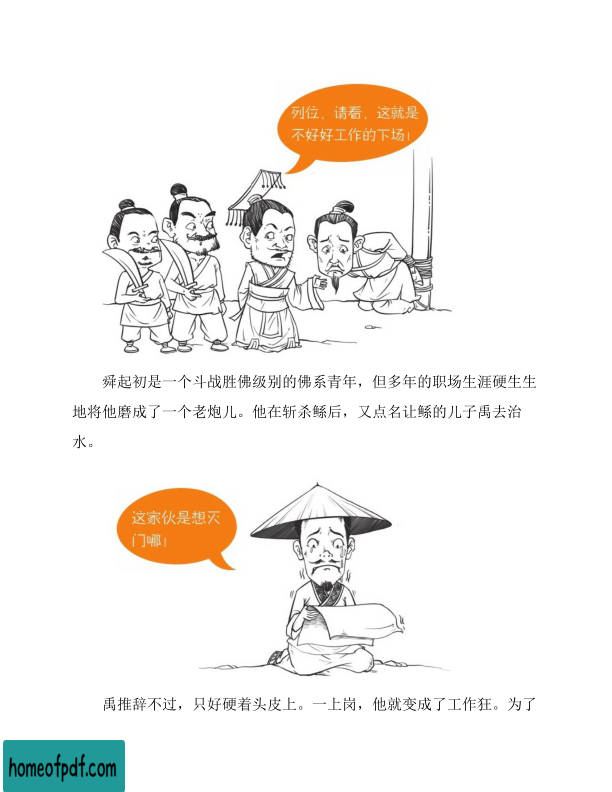 列位，请看，这就是
不好好工作的下场！
舜起初是一个斗战胜佛级别的佛系青年，但多年的职场生涯硬生生
地将他磨成了一个老炮儿。他在斩杀鲧后，又点名让鲧的儿子禹去治
水。
这家伙是想灭
门哪！
禹推辞不过，只好硬着头皮上。一上岗，他就变成了工作狂。为了
homeofpdf.com